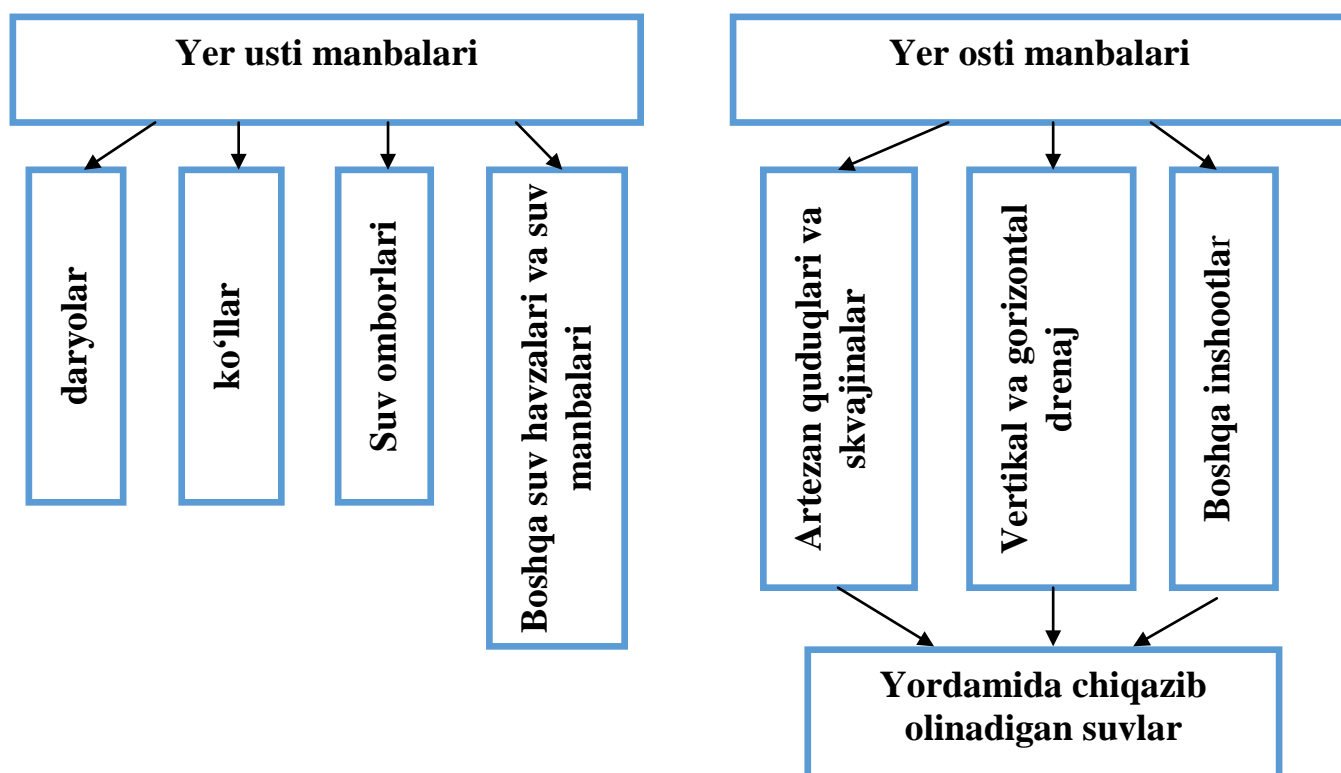 Yer usti manbalari
daryolar
ko‘llar
Suv omborlari
Boshqa suv havzalari va suv
manbalari
Yer osti manbalari
Artezan quduqlari va
skvajinalar
Vertikal va gorizontal
drenaj
Boshqa inshootlar
Yordamida chiqazib
olinadigan suvlar